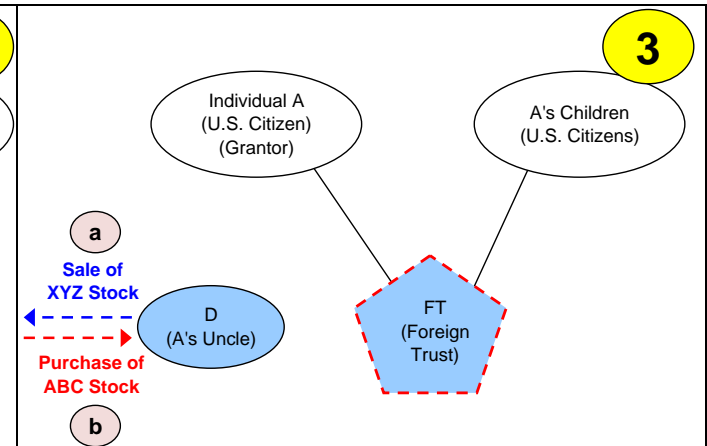 3
Individual A
(U.S. Citizen)
(Grantor)
A's Children
(U.S. Citizens)
a
Sale of
XYZ Stock
D
(A's Uncle)
FT
(Foreign
Trust)
Purchase of
ABC Stock
b